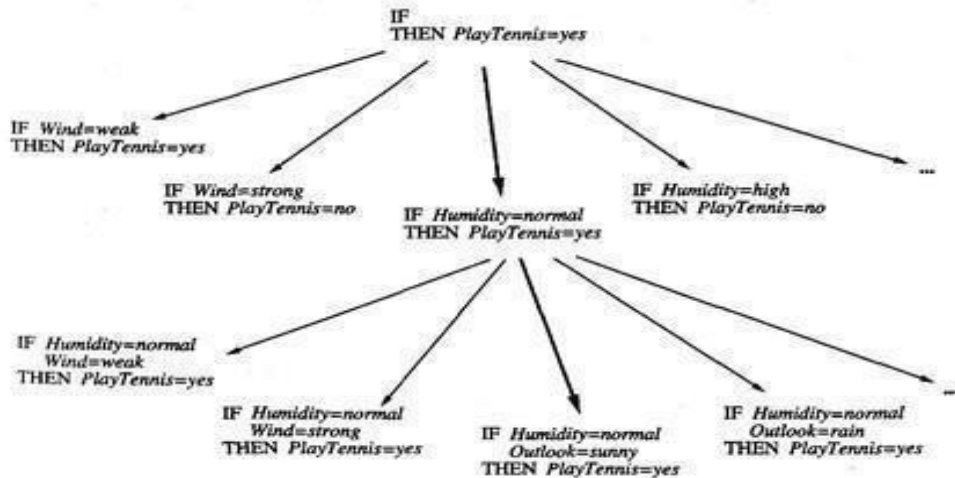 IF
THEN PlayTennis=yes
IF Wind=weak
THEN PlayTennis=yes
...
IF Wind=strong
THEN PlayTennis=no
IF Humidity=high
THEN PlayTennis=no
IF Humidity=normal
THEN PlayTennis=yes
IF Humidity=normal
Wind=weak
THEN PlayTennis=yes
...
IF Humidity=normal
Wind=strong
THEN PlayTennis=yes
IF Humidity=normal
Outlook=sunny
THEN PlayTennis=yes
IF Humidity=normal
Outlook=rain
THEN PlayTennis=yes